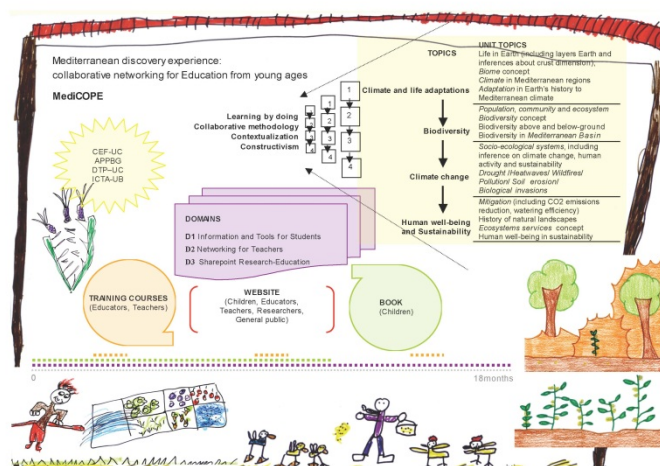 Mediterranean discovery experience:
collaborative networking for Education from young ages
MediCOPE
CEF-UC
APPBG
DTP-UC
ICTA-UB
Learning by doing
Collaborative methodology
Contextualization
Constructivism
1
2
3
4
1
2
3
4
1
2
3
4
TOPICS
Climate and life adaptations
Biodiversity
Climate change
Human well-being
and Sustainability
UNIT TOPICS
Life in Earth (including layers Earth and
inferences about crust dimension),
Biome concept
Climate in Mediterranean regions
Adaptation in Earth's history to
Mediterranean climate
Population, community and ecosystem
Biodiversity concept
Biodiversity above and below-ground
Biodiversity in Mediterranean Basin
Socio-ecological systems, including
inference on climate change, human
activity and sustainability
Drought /Heatwaves/ Wildfires/
Pollution/ Soil erosion/
Biological invasions
Mitigation (including CO2 emissions
reduction, watering efficiency)
History of natural landscapes
Ecosystems services concept
Human well-being in sustainability
DOMAINS
D1 Information and Tools for Students
D2 Networking for Teachers
D3 Sharepoint Research-Education
TRAINING COURSES
(Educators, Teachers)
WEBSITE
(Children, Educators,
Teachers, Researchers,
General public)
BOOK
(Children)
0
18months